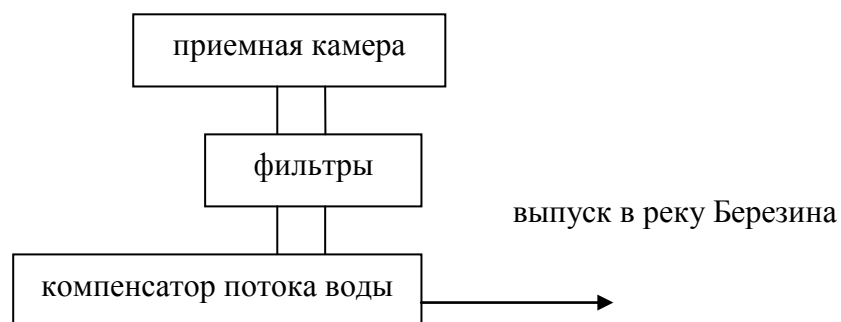 приемная камера
фильтры
выпуск в реку Березина
компенсатор потока воды